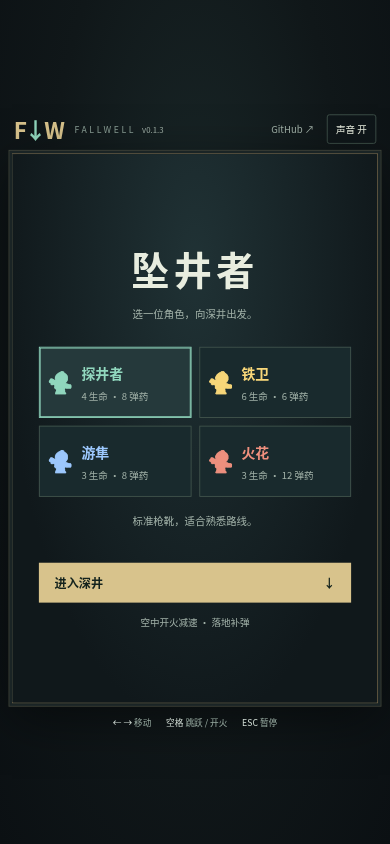 F↓W FALLWELL v0.1.3 GitHub ↗ 声音 开
坠井者
选一位角色，向深井出发。
探井者
4 生命 · 8 弹药
铁卫
6 生命 · 6 弹药
游隼
3 生命 · 8 弹药
火花
3 生命 · 12 弹药
标准枪靴，适合熟悉路线。
进入深井 ↓
空中开火减速 · 落地补弹
←→ 移动 空格 跳跃 / 开火 ESC 暂停